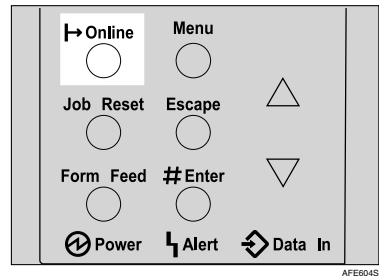 Online Menu
Job Reset Escape
Form Feed # Enter
Power Alert Data In
AFE604S